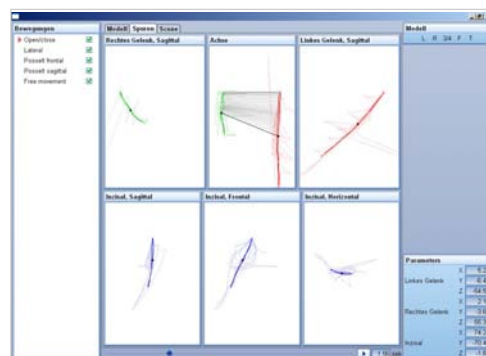 Bewegungen
Open/close
Lateral
Posselt frontal
Posselt sagittal
Free movement
Modell Spuren Szene
Rechtes Gelenk, Sagittal
Achse
Linkes Gelenk, Sagittal
Incisal, Sagittal
Incisal, Frontal
Incisal, Horizontal
Modell
L R 3/4 F T
Parameters
Linkes Gelenk
X
Y
Z
Rechtes Gelenk
X
Y
Z
Incisal
X
Y
Z